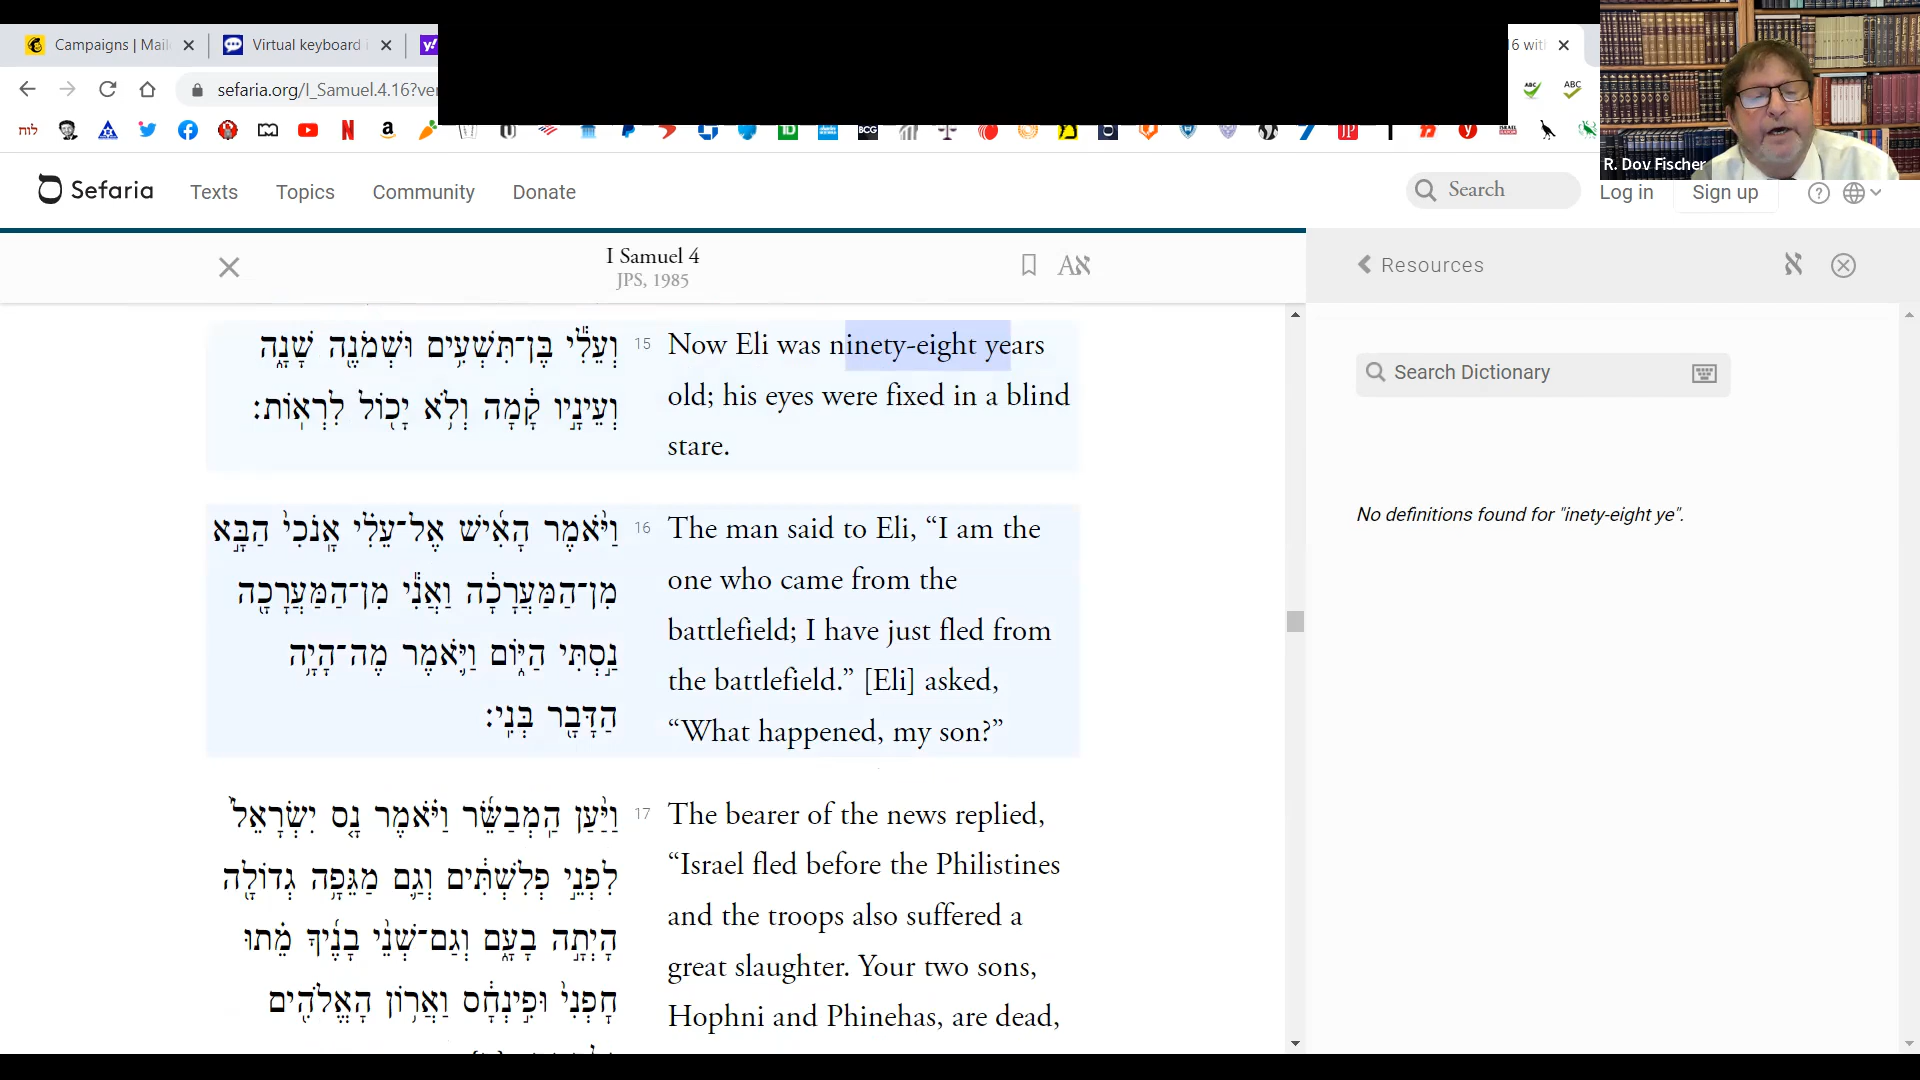 Campaigns | Mail
Virtual keyboard i
16 with
sefaria.org/I_Samuel.4.16?ver
לוח
R. Dov Fischer
Sefaria
Texts
Topics
Community
Donate
Search
Log in
Sign up
I Samuel 4
JPS, 1985
Resources
Search Dictionary
No definitions found for "inety-eight ye".
וְעֵלִ֕י בֶּן־תִּשְׁעִ֥ים וּשְׁמֹנֶ֖ה שָׁנָ֑ה
וְעֵינָ֣יו קָ֔מָה וְלֹ֥א יָכ֖וֹל לִרְאֽוֹת׃
15
Now Eli was ninety-eight years
old; his eyes were fixed in a blind
stare.
וַיֹּ֨אמֶר הָאִ֜ישׁ אֶל־עֵלִ֗י אָֽנֹכִי֙ הַבָּ֣א
מִן־הַמַּעֲרָכָ֔ה וַאֲנִ֕י מִן־הַמַּעֲרָכָ֖ה
נַ֣סְתִּי הַיּ֑וֹם וַיֹּ֛אמֶר מֶֽה־הָיָ֥ה
הַדָּבָ֖ר בְּנִֽי׃
16
The man said to Eli, “I am the
one who came from the
battlefield; I have just fled from
the battlefield.” [Eli] asked,
“What happened, my son?”
וַיַּ֨עַן הַֽמְבַשֵּׂ֜ר וַיֹּ֗אמֶר נָ֤ס יִשְׂרָאֵל֙
לִפְנֵ֣י פְלִשְׁתִּ֔ים וְגַ֛ם מַגֵּפָ֥ה גְדוֹלָ֖ה
הָיְתָ֣ה בָעָ֑ם וְגַם־שְׁנֵ֨י בָנֶ֜יךָ מֵ֗תוּ
חׇפְנִי֙ וּפִ֣ינְחָ֔ס וַאֲר֥וֹן הָאֱלֹהִ֖ים
17
The bearer of the news replied,
“Israel fled before the Philistines
and the troops also suffered a
great slaughter. Your two sons,
Hophni and Phinehas, are dead,